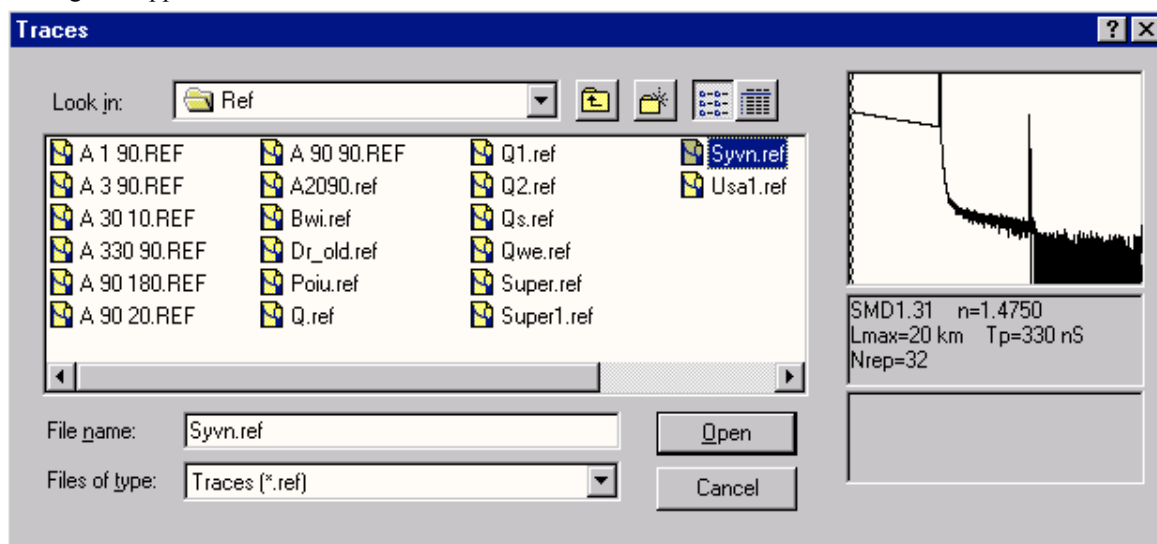 Traces
Look in: Ref
A 1 90.REF A 90 90.REF Q1.ref Syvn.ref
A 3 90.REF A2090.ref Q2.ref Usa1.ref
A 30 10.REF Bwi.ref Qs.ref
A 330 90.REF Dr_old.ref Qwe.ref
A 90 180.REF Poiu.ref Super.ref
A 90 20.REF Q.ref Super1.ref
SMD1.31 n=1.4750
Lmax=20 km Tp=330 nS
Nrep=32
File name: Syvn.ref Open
Files of type: Traces (*.ref) Cancel